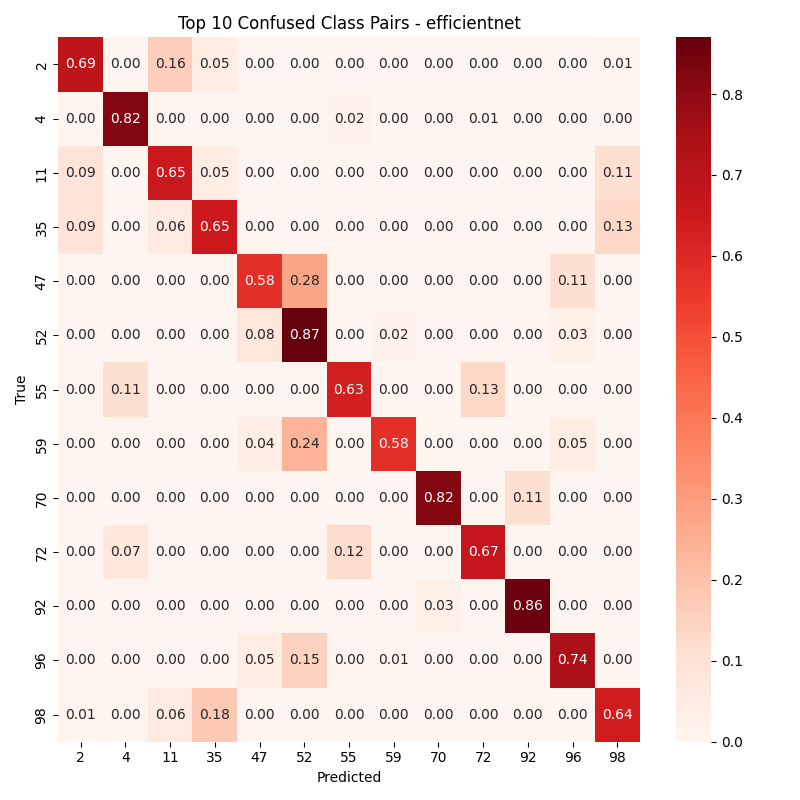 Top 10 Confused Class Pairs - efficientnet
2 0.69 0.00 0.16 0.05 0.00 0.00 0.00 0.00 0.00 0.00 0.00 0.00 0.01
4 0.00 0.82 0.00 0.00 0.00 0.00 0.02 0.00 0.00 0.01 0.00 0.00 0.00
11 0.09 0.00 0.65 0.05 0.00 0.00 0.00 0.00 0.00 0.00 0.00 0.00 0.11
35 0.09 0.00 0.06 0.65 0.00 0.00 0.00 0.00 0.00 0.00 0.00 0.00 0.13
47 0.00 0.00 0.00 0.00 0.58 0.28 0.00 0.00 0.00 0.00 0.00 0.11 0.00
52 0.00 0.00 0.00 0.00 0.08 0.87 0.00 0.02 0.00 0.00 0.00 0.03 0.00
55 0.00 0.11 0.00 0.00 0.00 0.00 0.63 0.00 0.00 0.13 0.00 0.00 0.00
59 0.00 0.00 0.00 0.00 0.04 0.24 0.00 0.58 0.00 0.00 0.00 0.05 0.00
70 0.00 0.00 0.00 0.00 0.00 0.00 0.00 0.00 0.82 0.00 0.11 0.00 0.00
72 0.00 0.07 0.00 0.00 0.00 0.00 0.12 0.00 0.00 0.67 0.00 0.00 0.00
92 0.00 0.00 0.00 0.00 0.00 0.00 0.00 0.00 0.03 0.00 0.86 0.00 0.00
96 0.00 0.00 0.00 0.00 0.05 0.15 0.00 0.01 0.00 0.00 0.00 0.74 0.00
98 0.01 0.00 0.06 0.18 0.00 0.00 0.00 0.00 0.00 0.00 0.00 0.00 0.64
2 4 11 35 47 52 55 59 70 72 92 96 98
Predicted
True
0.8
0.7
0.6
0.5
0.4
0.3
0.2
0.1
0.0